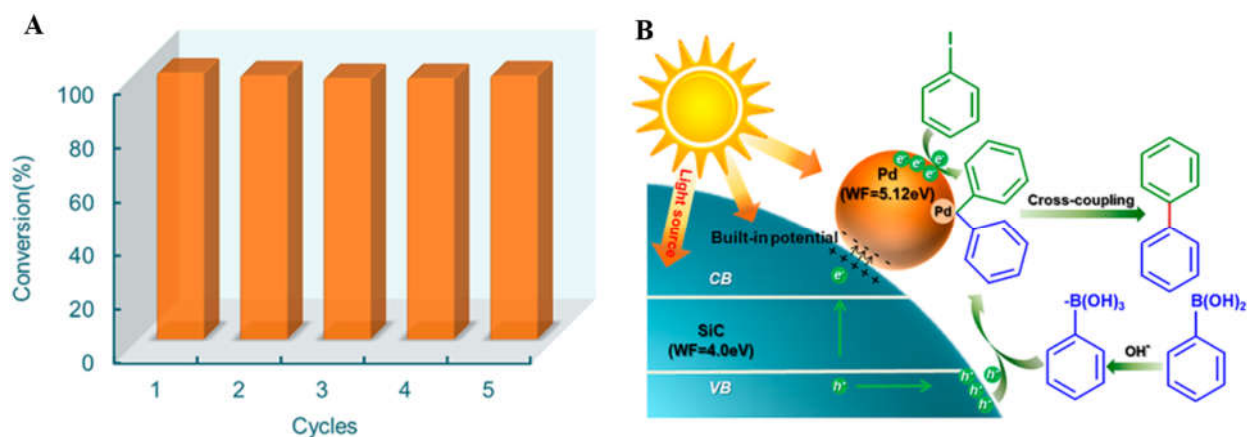 A
Conversion(%)
100
80
60
40
20
0
1 2 3 4 5
Cycles
B
Light source
I
e⁻ e⁻ e⁻ e⁻ e⁻
Pd
(WF=5.12eV)
Pd
Cross-coupling
Built-in potential
- - - -
+ + + + +
CB
e⁻
SiC
(WF=4.0eV)
VB
h⁺
h⁺ h⁺ h⁺ h⁺
-B(OH)₃
B(OH)₂
OH⁻